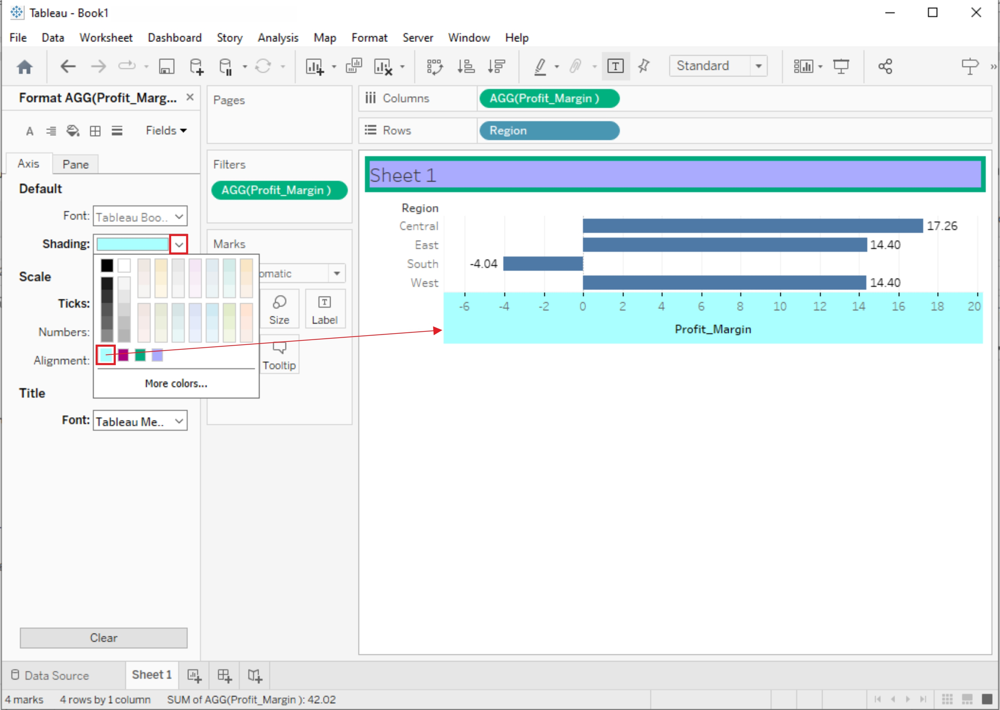 Tableau - Book1
File Data Worksheet Dashboard Story Analysis Map Format Server Window Help
Standard
Format AGG(Profit_Marg...
Fields
Axis Pane
Default
Font: Tableau Boo..
Shading:
Scale
Ticks:
Numbers:
Alignment:
More colors...
Title
Font: Tableau Me..
Clear
Pages
Filters
AGG(Profit_Margin )
Marks
omatic
Size Label
Tooltip
Columns AGG(Profit_Margin )
Rows Region
Sheet 1
Region
Central 17.26
East 14.40
South -4.04
West 14.40
-6 -4 -2 0 2 4 6 8 10 12 14 16 18 20
Profit_Margin
Data Source Sheet 1
4 marks 4 rows by 1 column SUM of AGG(Profit_Margin ): 42.02